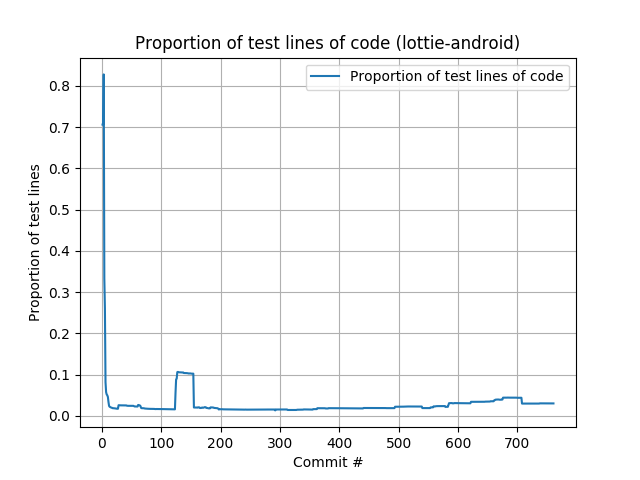 Proportion of test lines of code (lottie-android)
Proportion of test lines of code
Proportion of test lines
0.8
0.7
0.6
0.5
0.4
0.3
0.2
0.1
0.0
0 100 200 300 400 500 600 700
Commit #